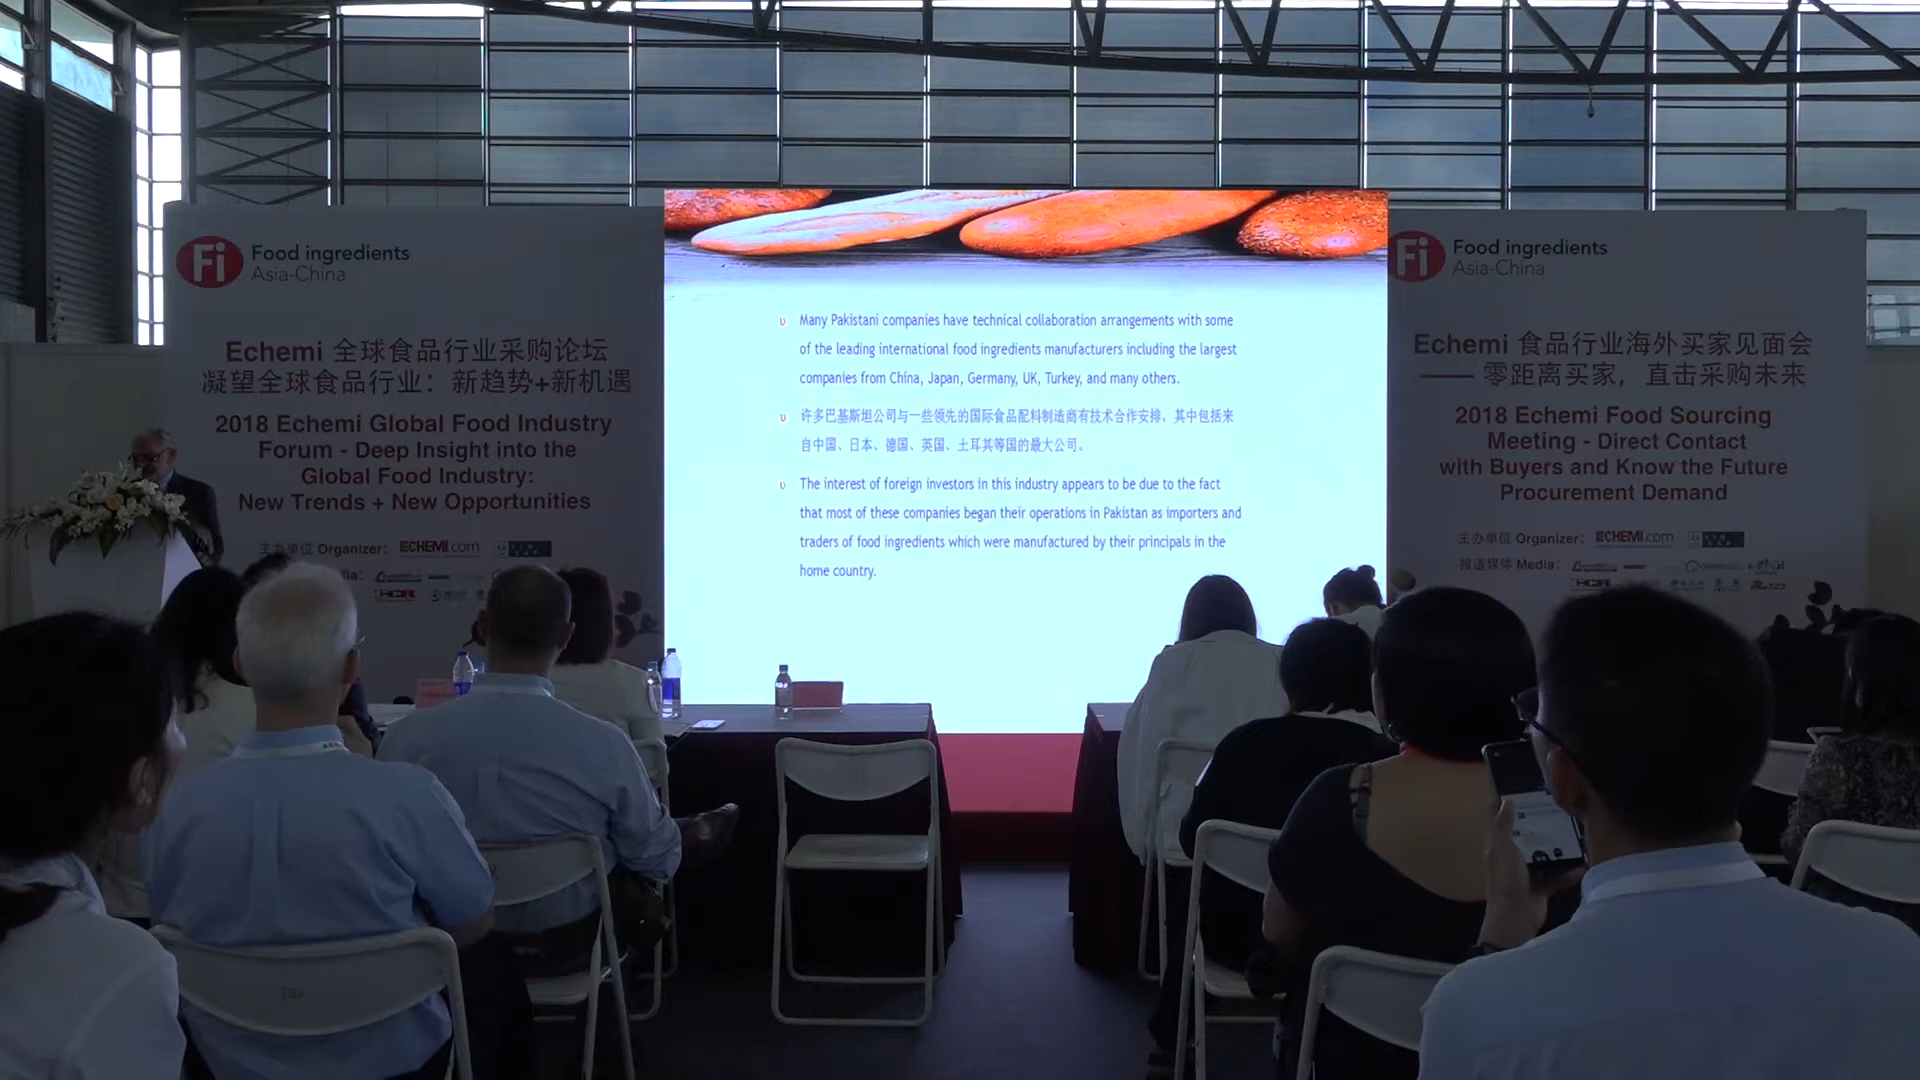 Fi
Food ingredients
Asia-China
Echemi 全球食品行业采购论坛
凝望全球食品行业：新趋势+新机遇
2018 Echemi Global Food Industry
Forum - Deep Insight into the
Global Food Industry:
New Trends + New Opportunities
主办单位 Organizer: ECHEMI.com
Many Pakistani companies have technical collaboration arrangements with some
of the leading international food ingredients manufacturers including the largest
companies from China, Japan, Germany, UK, Turkey, and many others.
许多巴基斯坦公司与一些领先的国际食品配料制造商有技术合作安排，其中包括来
自中国、日本、德国、英国、土耳其等国的最大公司。
The interest of foreign investors in this industry appears to be due to the fact
that most of these companies began their operations in Pakistan as importers and
traders of food ingredients which were manufactured by their principals in the
home country.
Fi
Food ingredients
Asia-China
Echemi 食品行业海外买家见面会
—— 零距离买家，直击采购未来
2018 Echemi Food Sourcing
Meeting - Direct Contact
with Buyers and Know the Future
Procurement Demand
主办单位 Organizer: ECHEMI.com
报道媒体 Media: